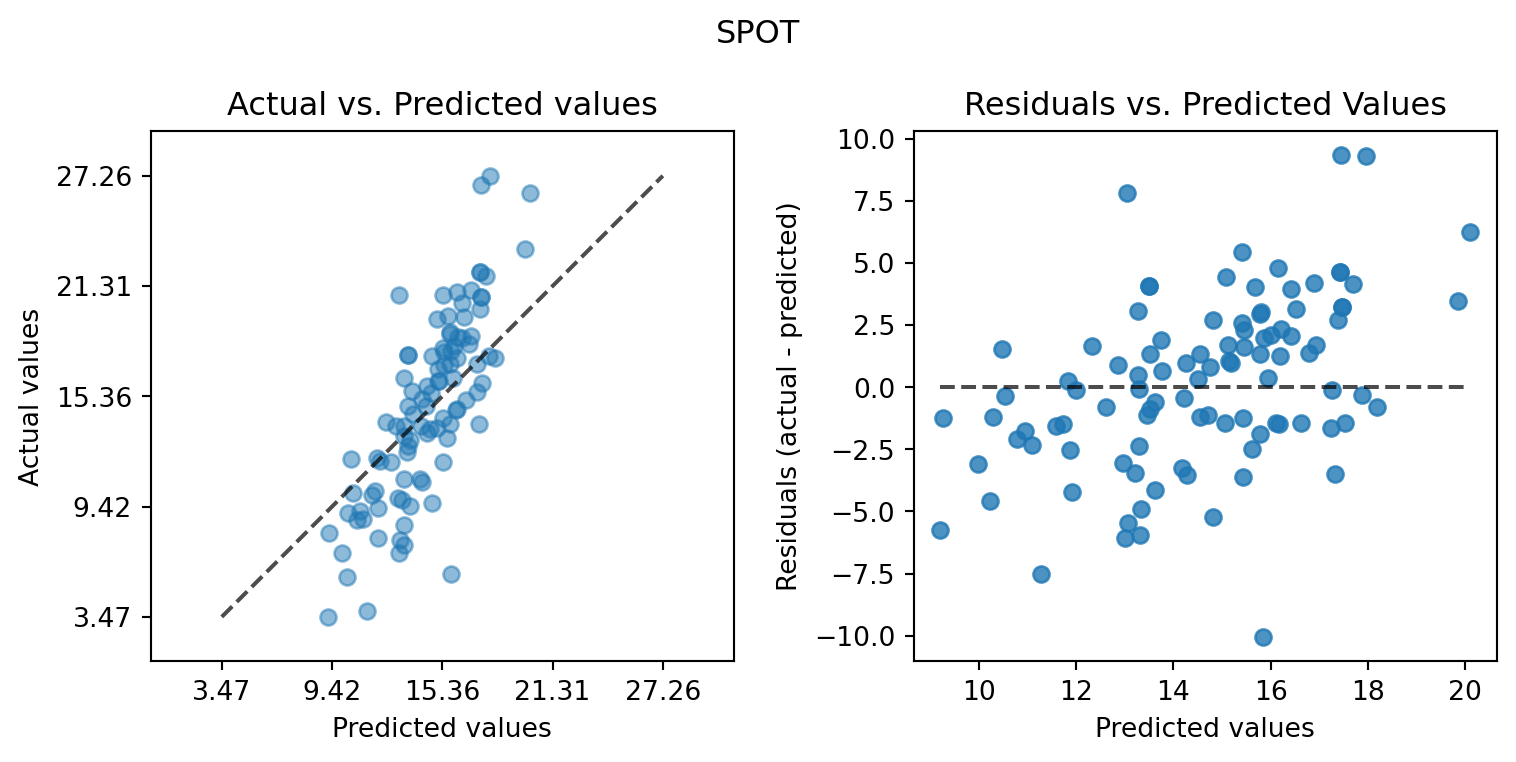 SPOT
Actual vs. Predicted values
Actual values
27.26
21.31
15.36
9.42
3.47
3.47 9.42 15.36 21.31 27.26
Predicted values
Residuals vs. Predicted Values
Residuals (actual - predicted)
10.0
7.5
5.0
2.5
0.0
−2.5
−5.0
−7.5
−10.0
10 12 14 16 18 20
Predicted values